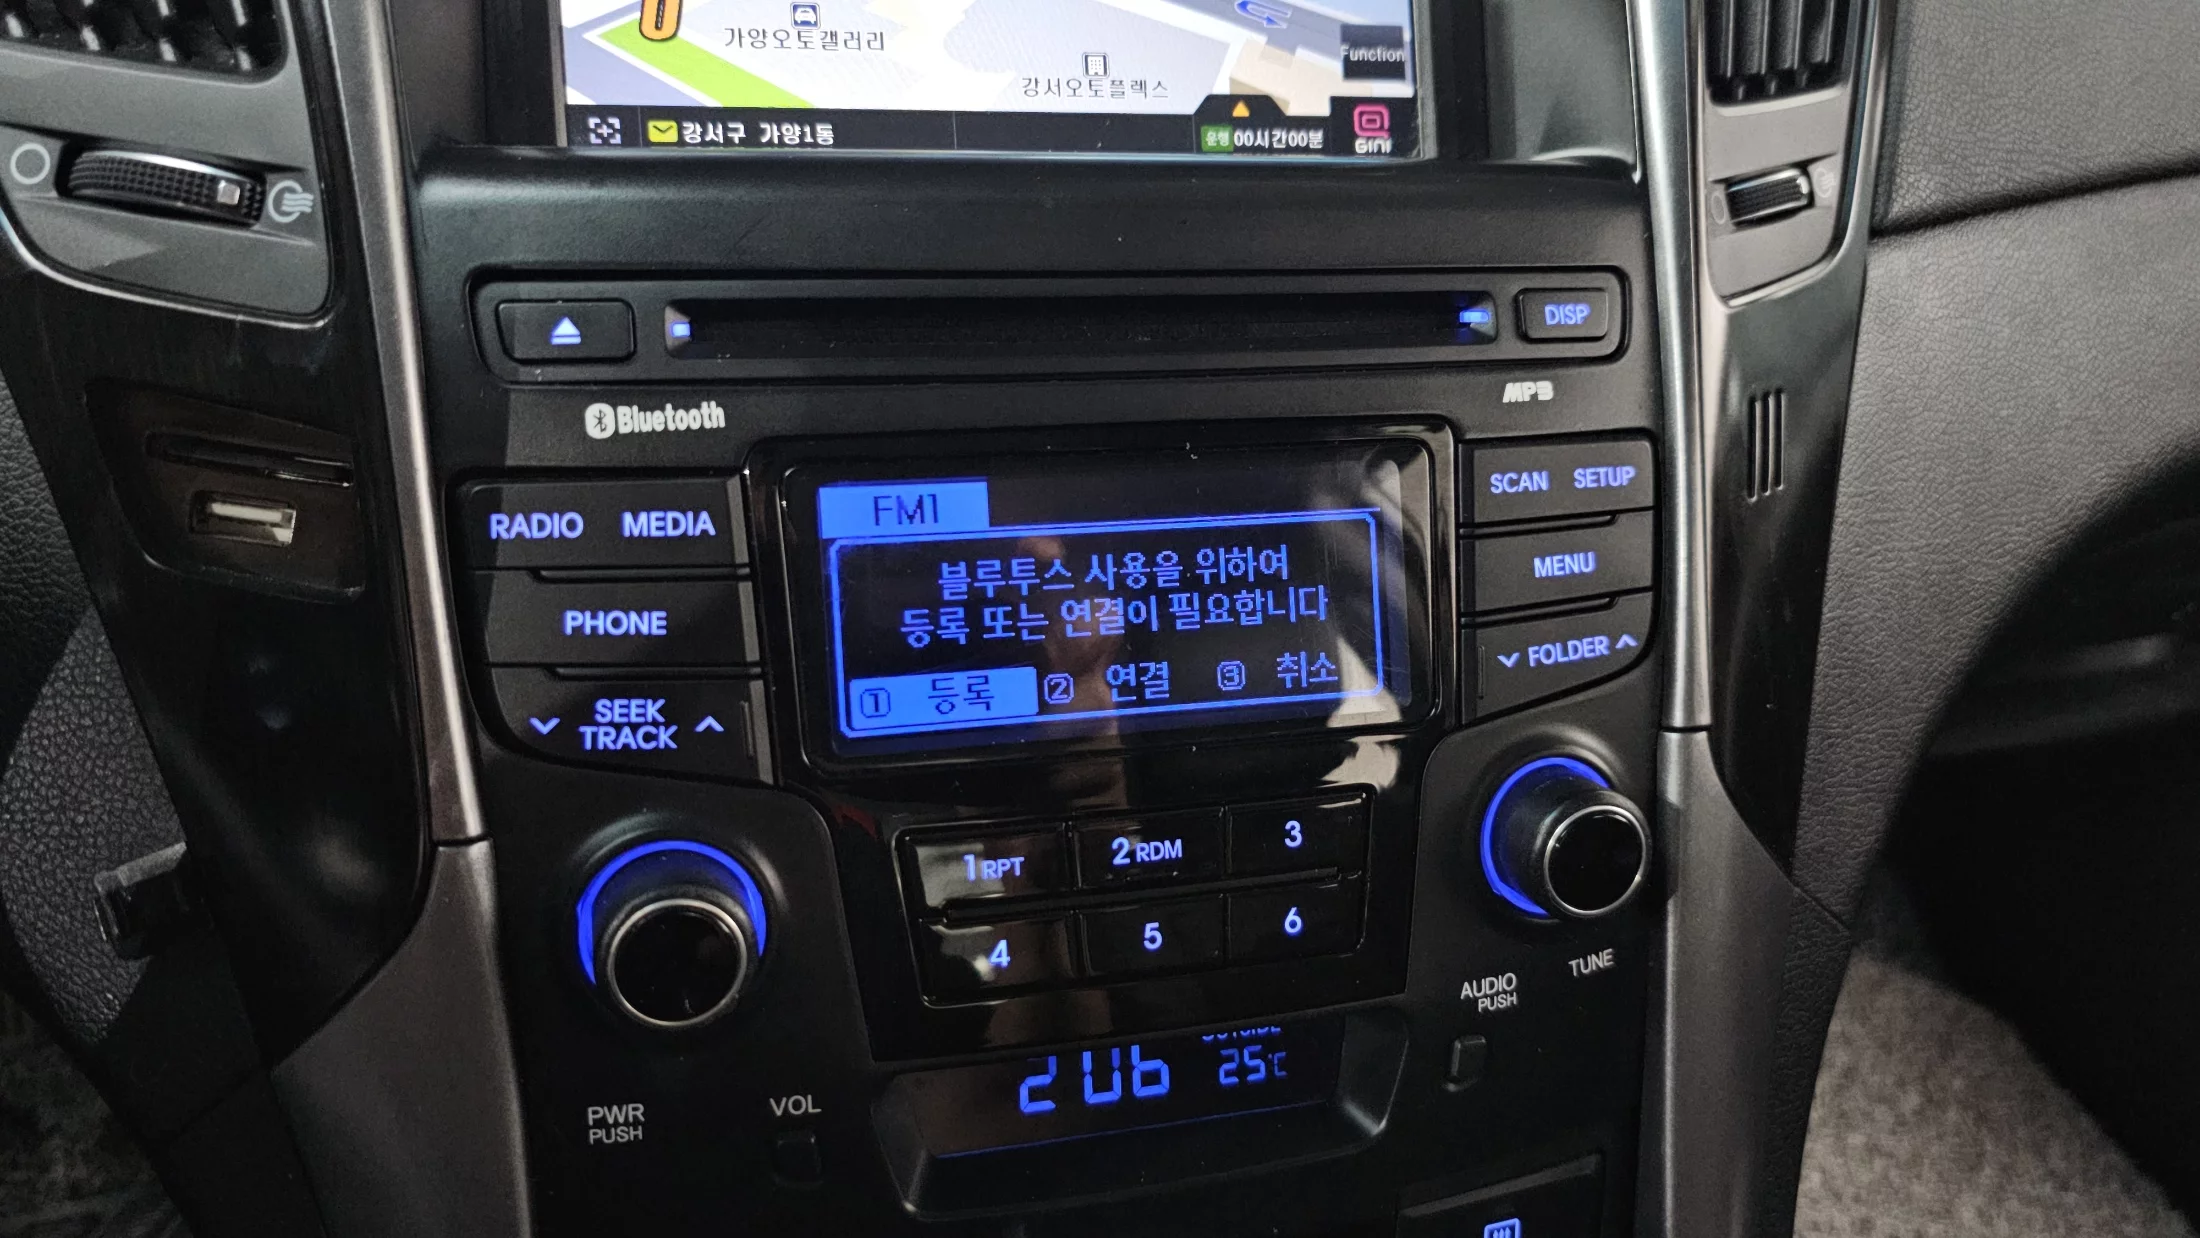 가양오토갤러리
Function
강서오토플렉스
강서구 가양1동
운행 00시간00분
GINI
DISP
MP3
Bluetooth
RADIO MEDIA
PHONE
SEEK
TRACK
FM1
블루투스 사용을 위하여
등록 또는 연결이 필요합니다
① 등록 ② 연결 ③ 취소
SCAN SETUP
MENU
FOLDER
1 RPT
2 RDM
3
4
5
6
PWR
PUSH
VOL
TUNE
AUDIO
PUSH
OUTSIDE
25℃